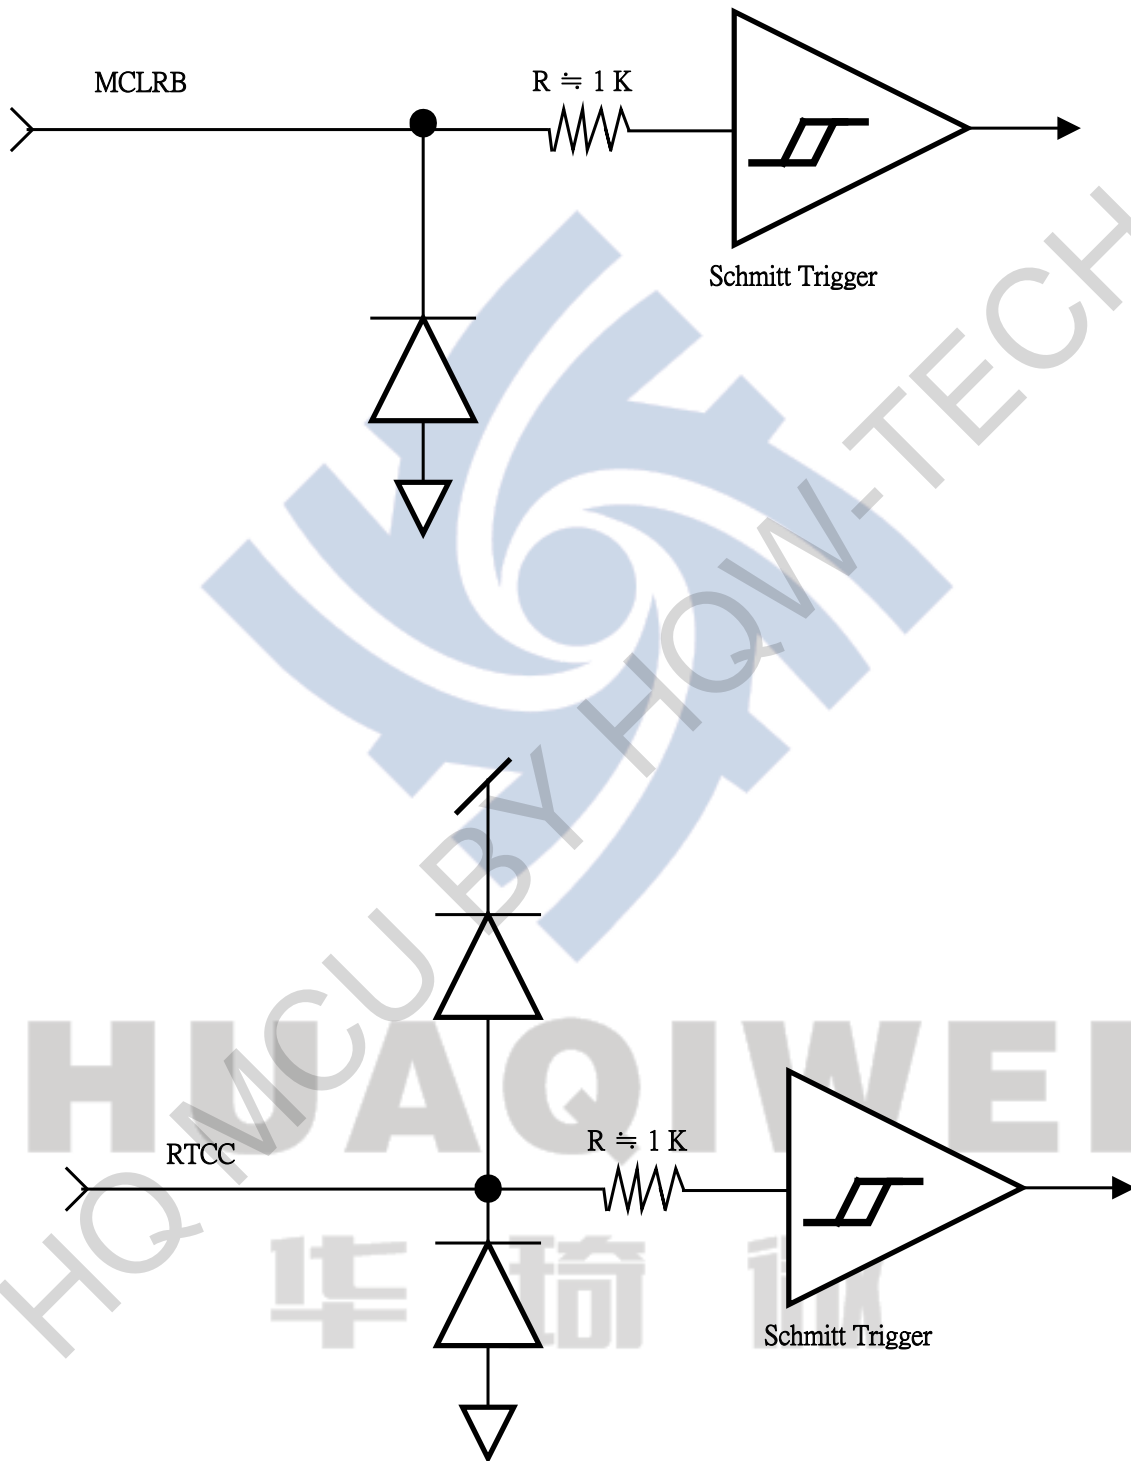 MCLRB
R ≒ 1 K
Schmitt Trigger
HQ MCU BY HQW-TECH
HUAQIWEI
RTCC
R ≒ 1 K
华 琦 微
Schmitt Trigger